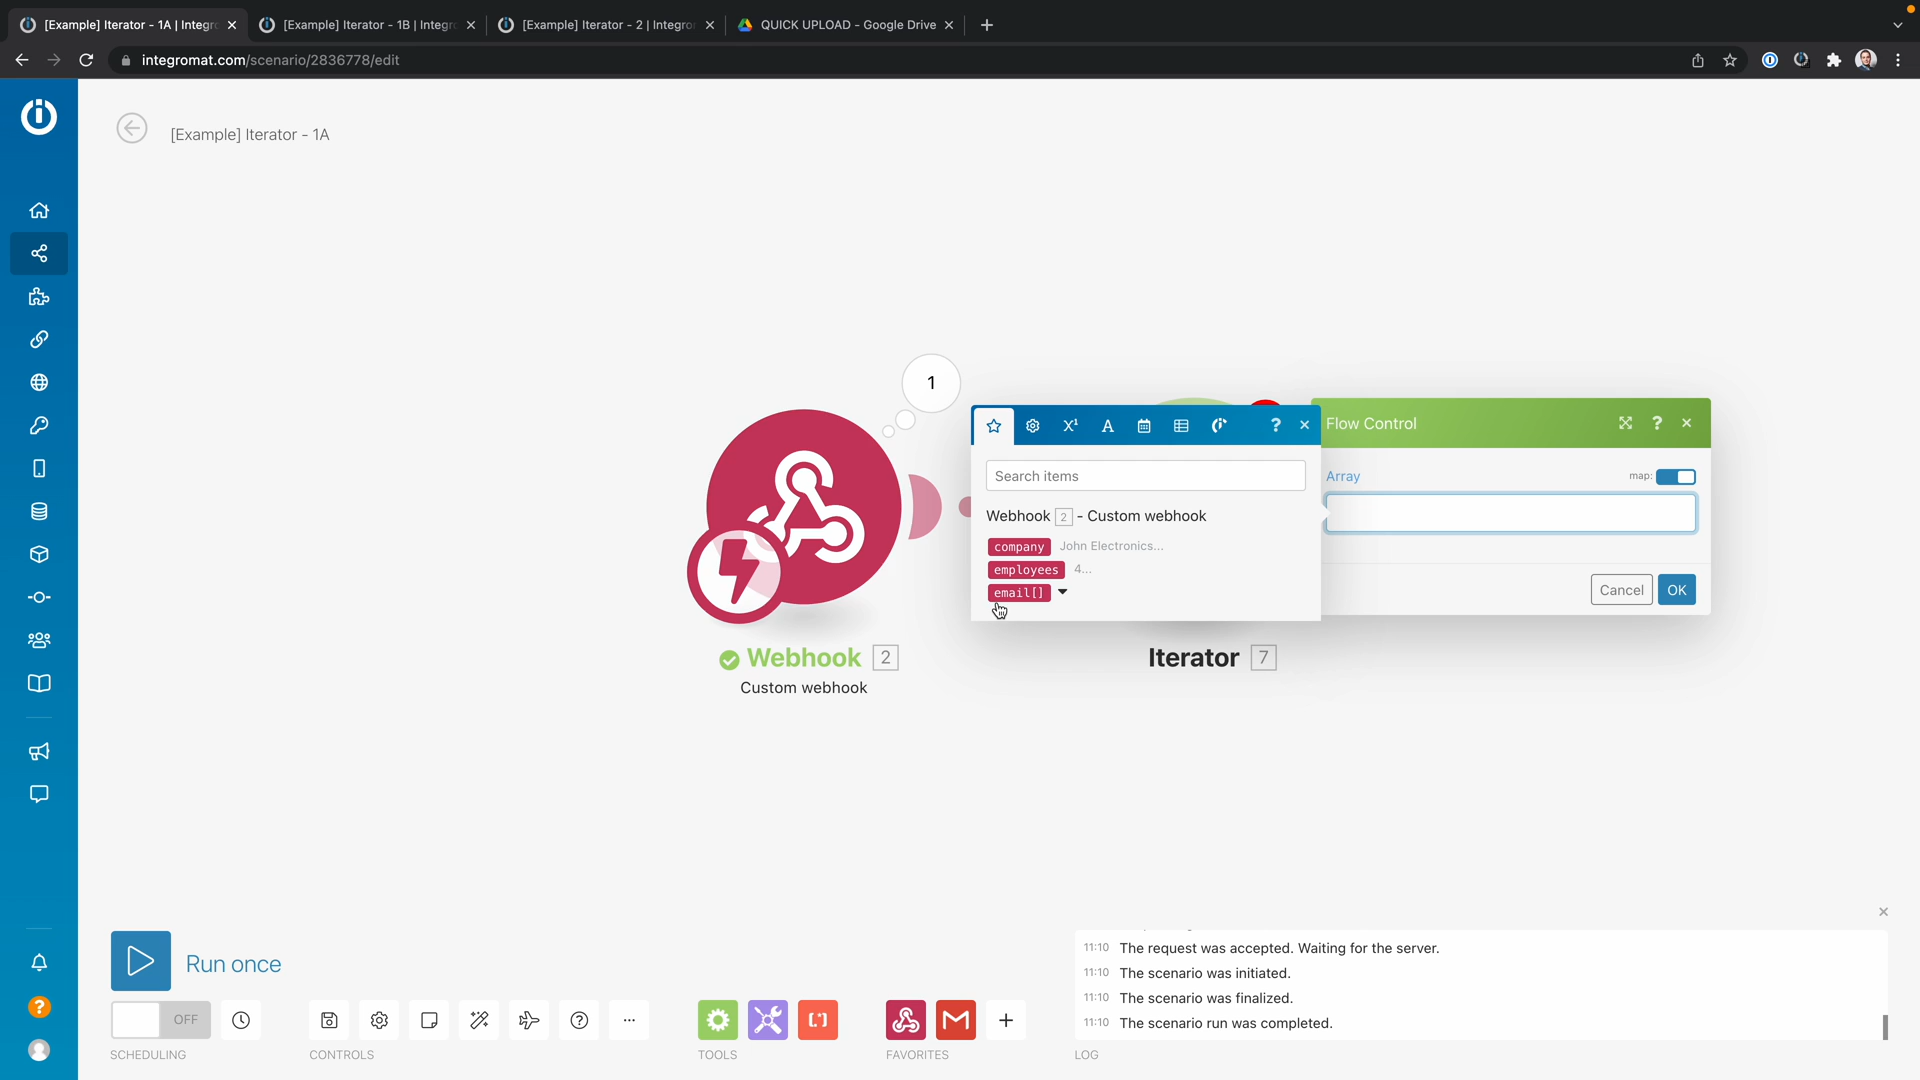 [Example] Iterator - 1A | Integro
[Example] Iterator - 1B | Integr
[Example] Iterator - 2 | Integro
QUICK UPLOAD - Google Drive
integromat.com/scenario/2836778/edit
[Example] Iterator - 1A
1
Search items
Webhook 2 - Custom webhook
company John Electronics...
employees 4...
email[]
Flow Control
Array
map:
Cancel
OK
Webhook 2
Custom webhook
Iterator 7
Run once
OFF
SCHEDULING
CONTROLS
TOOLS
FAVORITES
LOG
11:10 The request was accepted. Waiting for the server.
11:10 The scenario was initiated.
11:10 The scenario was finalized.
11:10 The scenario run was completed.